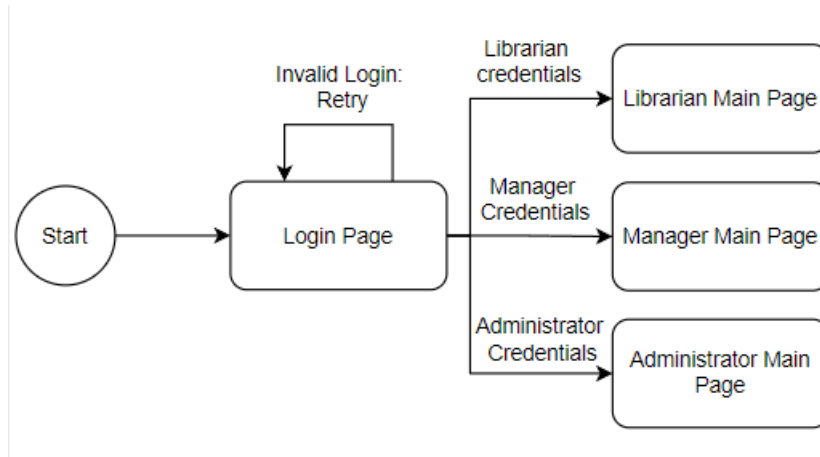 Librarian
credentials
Librarian Main Page
Invalid Login:
Retry
Manager
Credentials
Start
Login Page
Manager Main Page
Administrator
Credentials
Administrator Main
Page